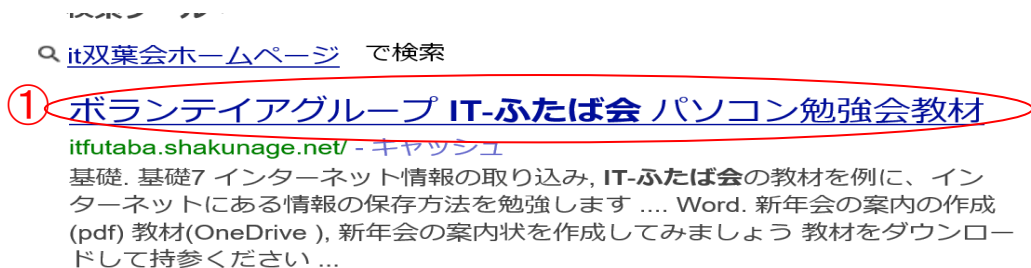 it双葉会ホームページ で検索
① ボランテイアグループ IT-ふたば会 パソコン勉強会教材
itfutaba.shakunage.net/ - キャッシュ
基礎. 基礎7 インターネット情報の取り込み, IT-ふたば会の教材を例に、イン
ターネットにある情報の保存方法を勉強します .... Word. 新年会の案内の作成
(pdf) 教材(OneDrive ), 新年会の案内状を作成してみましょう 教材をダウンロー
ドして持参ください ...